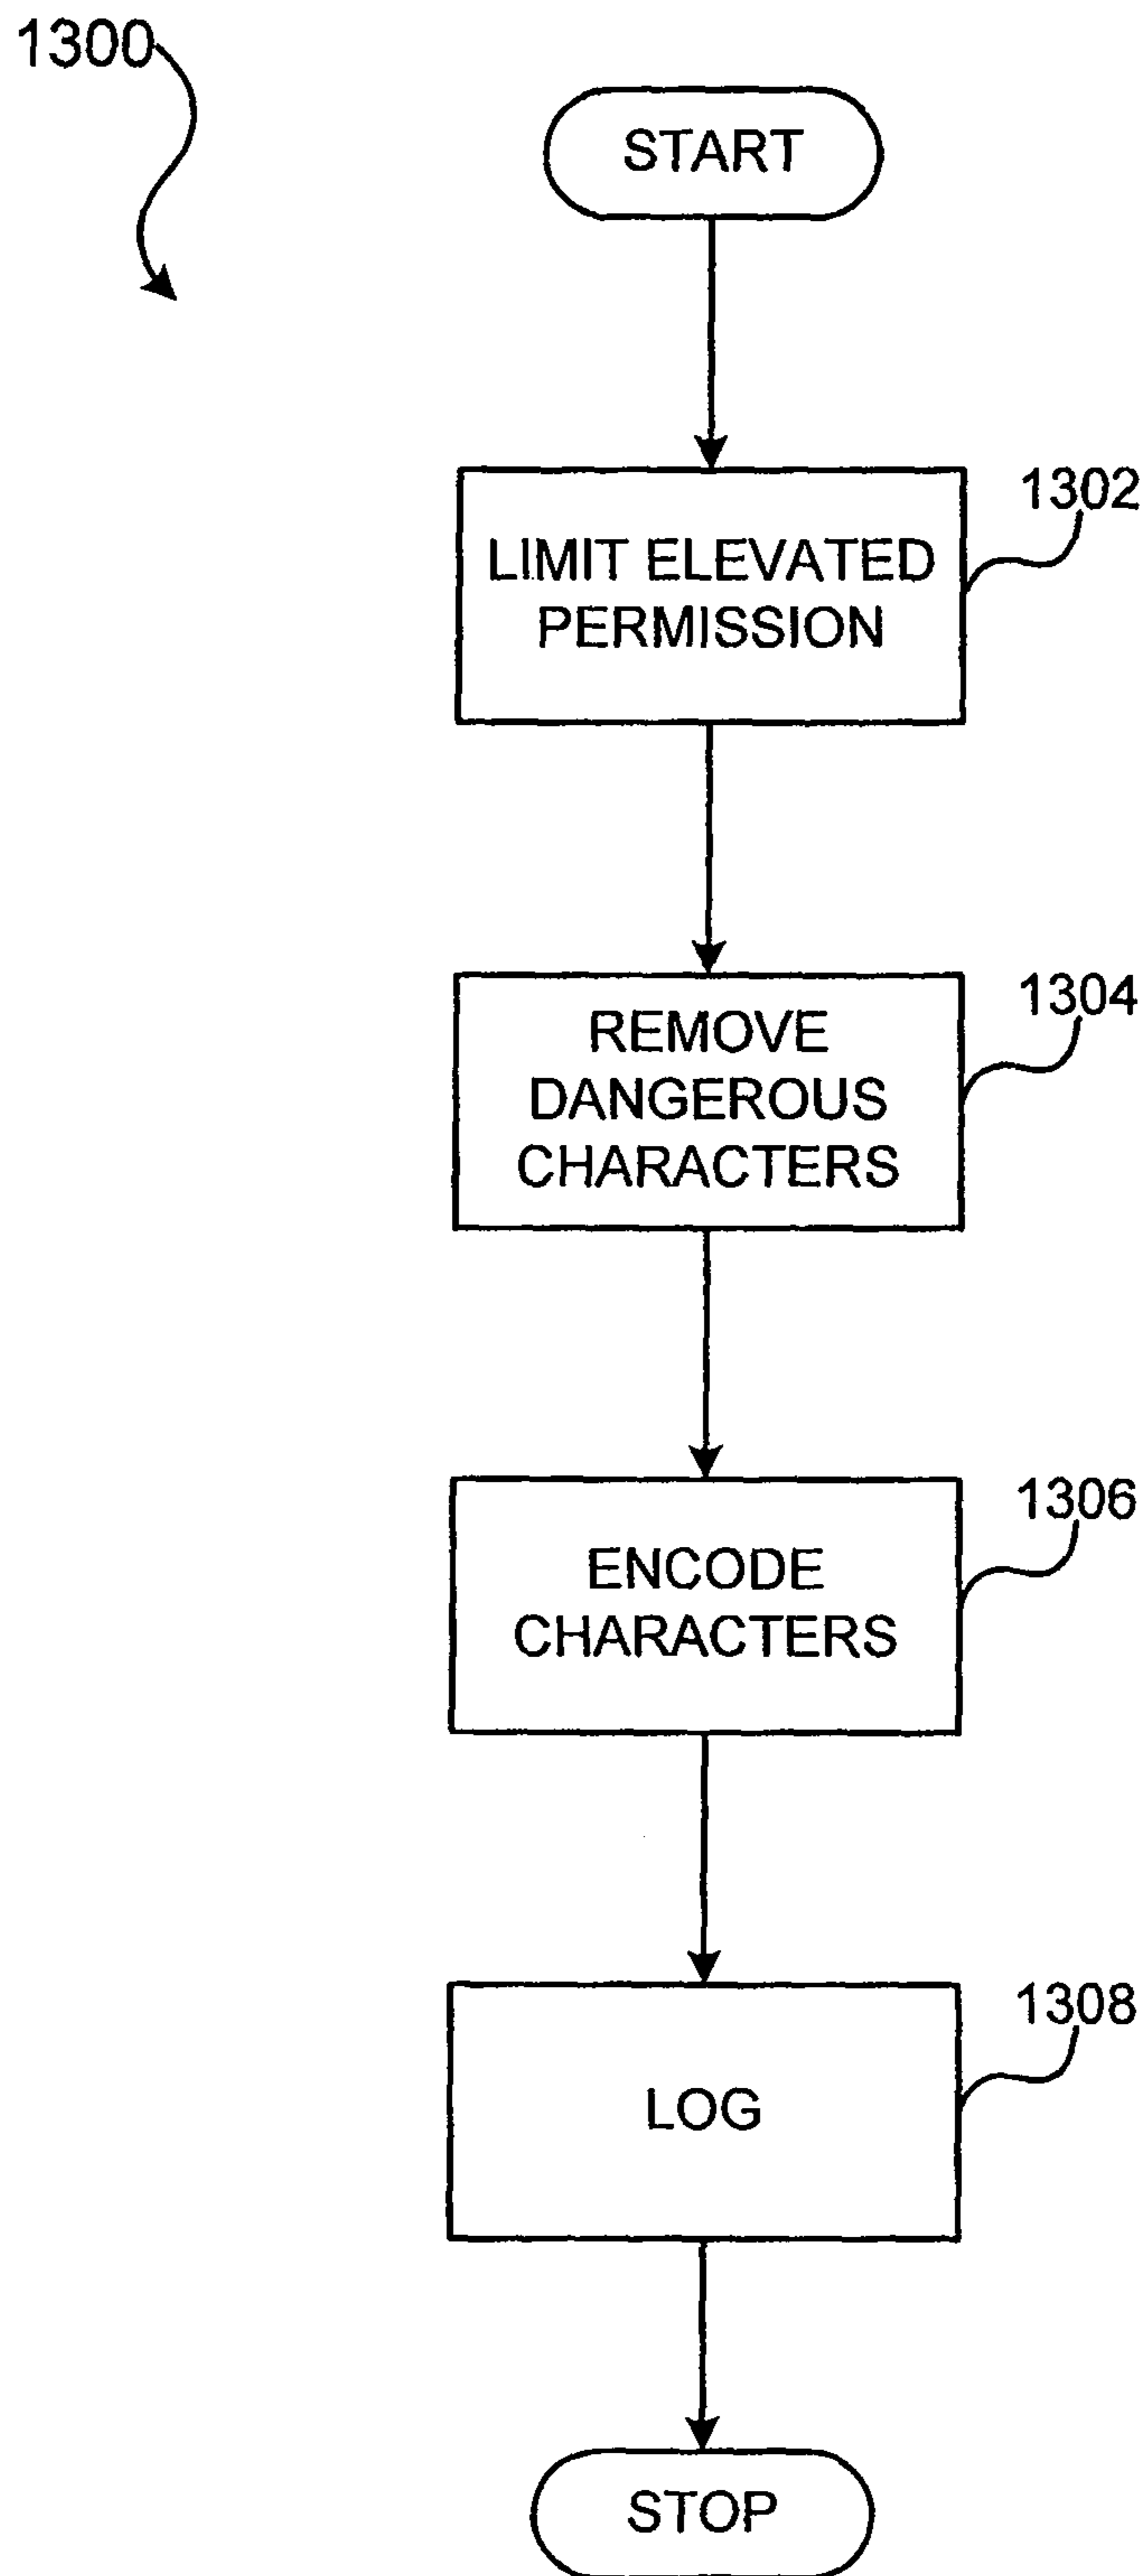 1300
START
1302
LIMIT ELEVATED
PERMISSION
1304
REMOVE
DANGEROUS
CHARACTERS
1306
ENCODE
CHARACTERS
1308
LOG
STOP